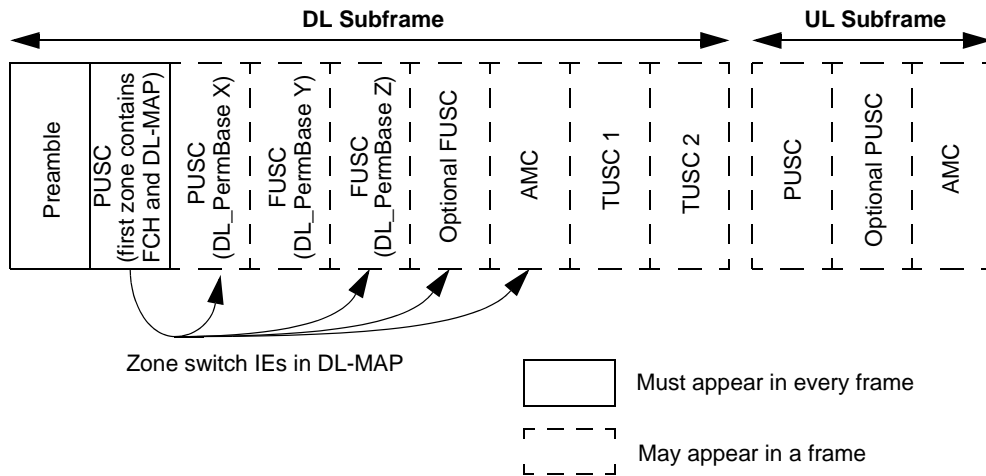 DL Subframe
UL Subframe
Preamble
PUSC
(first zone contains
FCH and DL-MAP)
PUSC
(DL_PermBase X)
FUSC
(DL_PermBase Y)
FUSC
(DL_PermBase Z)
Optional FUSC
AMC
TUSC 1
TUSC 2
PUSC
Optional PUSC
AMC
Zone switch IEs in DL-MAP
Must appear in every frame
May appear in a frame